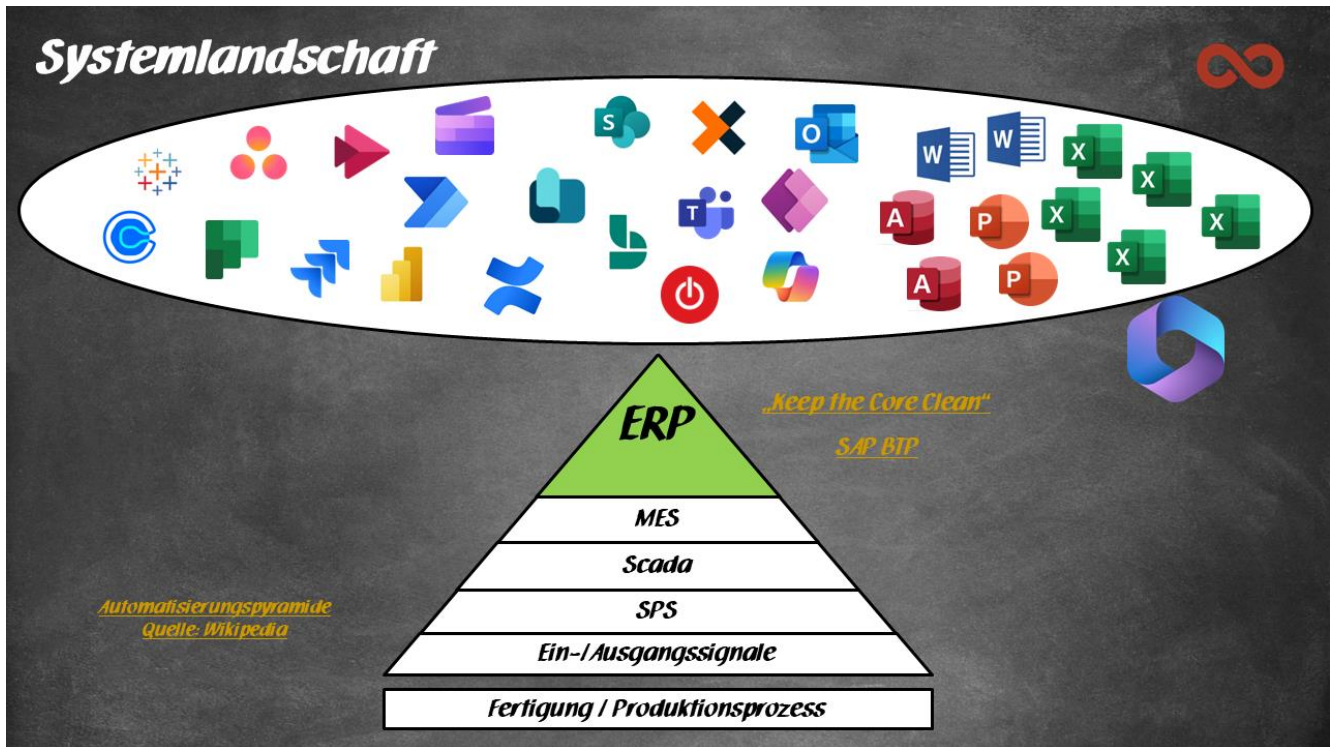 Systemlandschaft
S
O
W
W
X
X
T
A
P
X
X
X
A
P
ERP
„Keep the Core Clean“
SAP BTP
MES
Scada
SPS
Automatisierungspyramide
Quelle: Wikipedia
Ein-/Ausgangssignale
Fertigung / Produktionsprozess